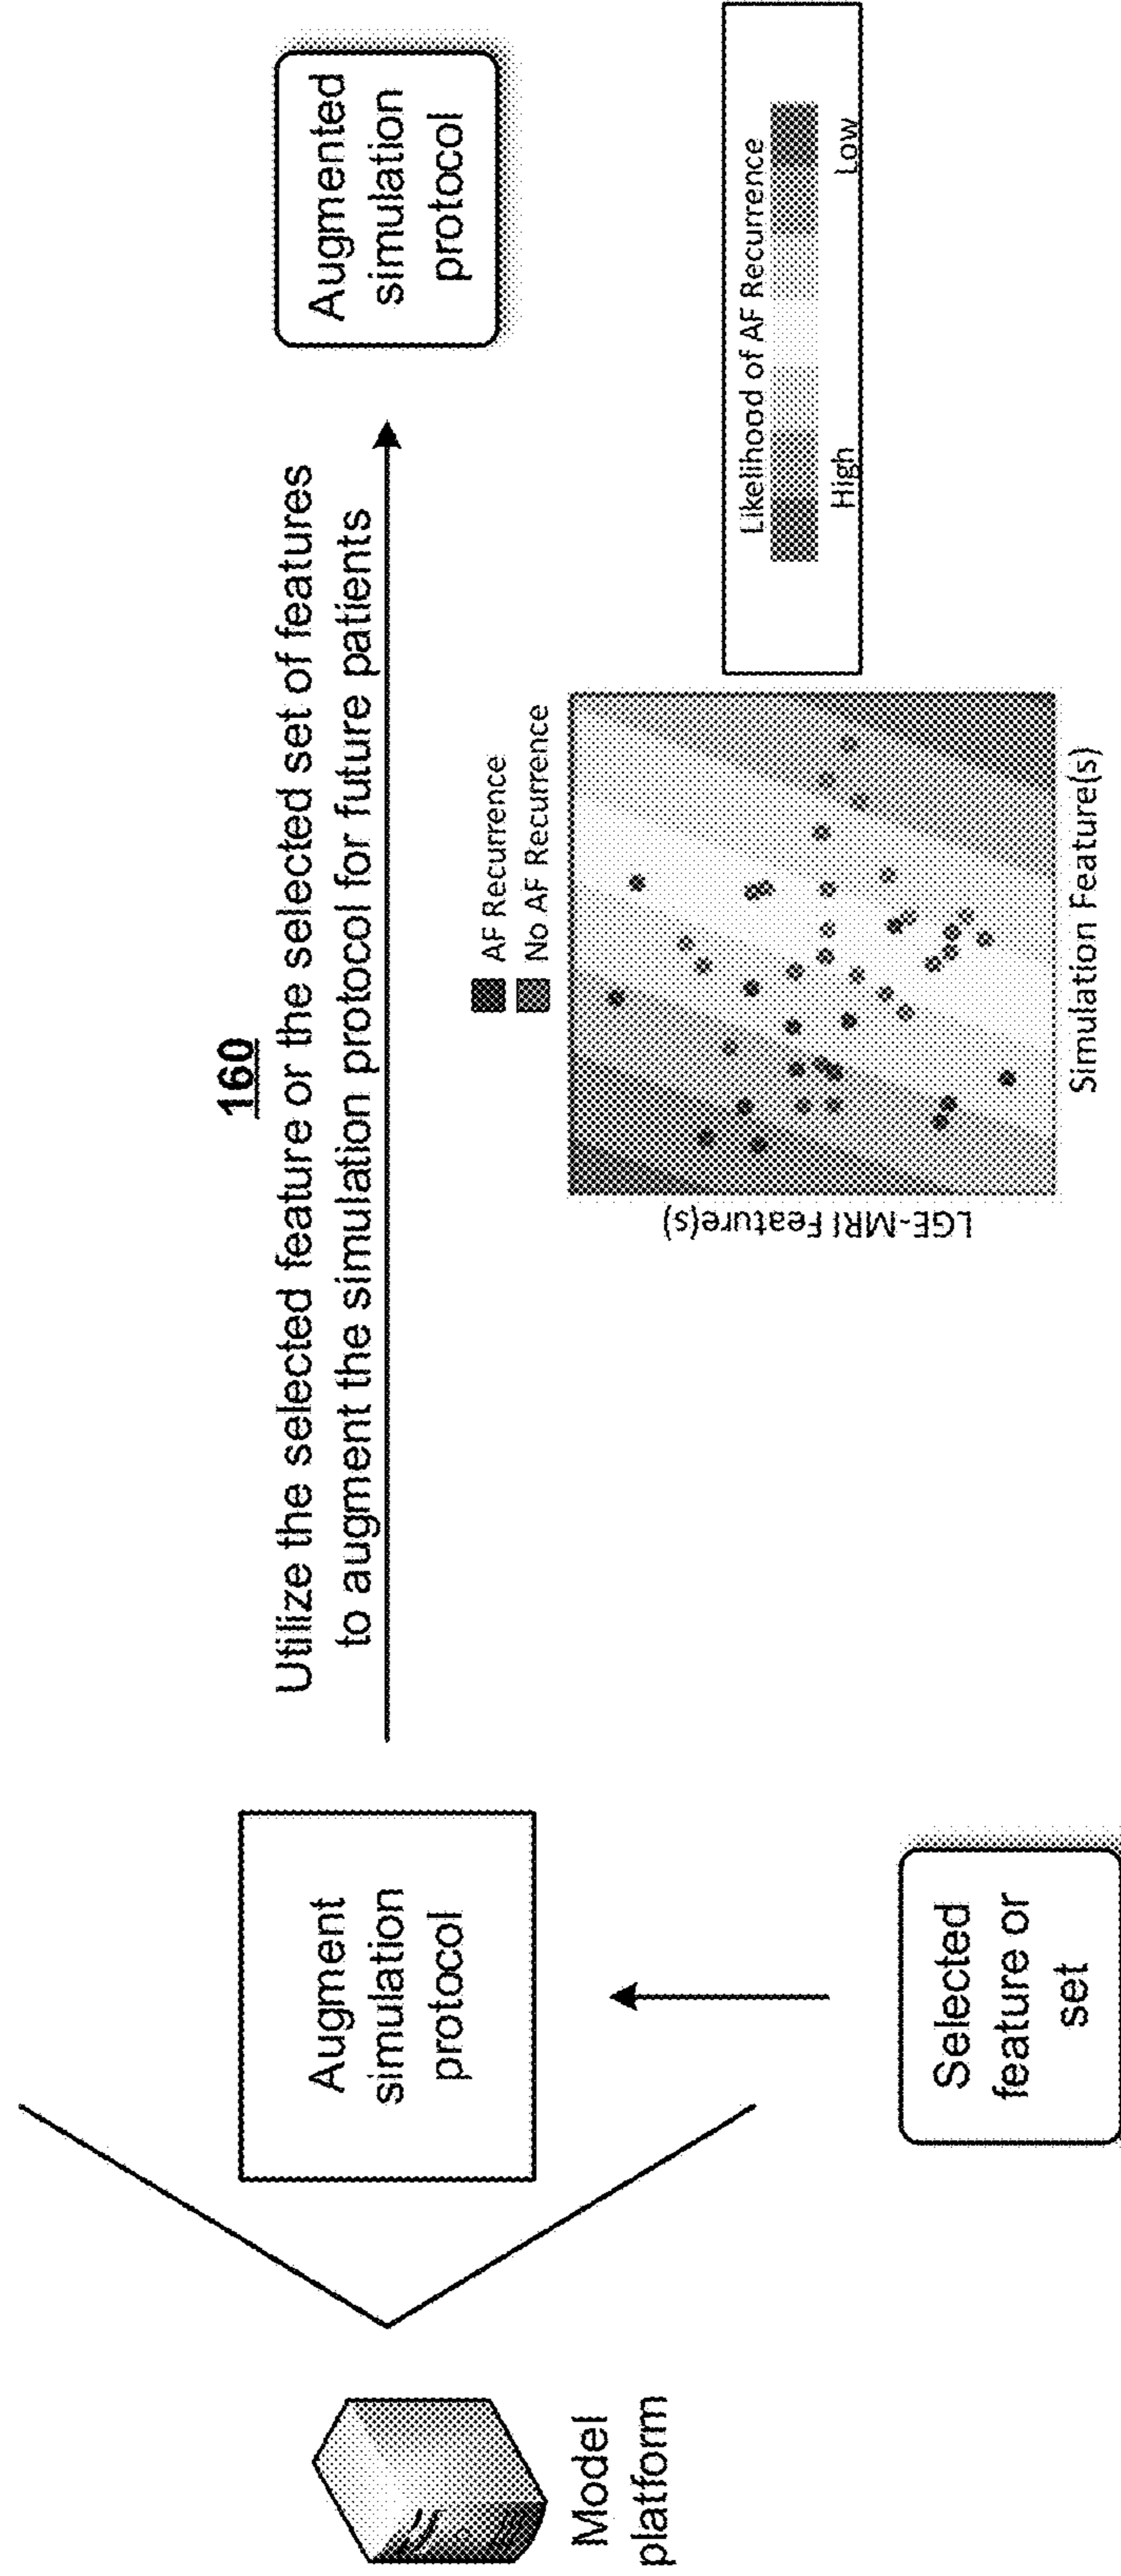 160
Utilize the selected feature or the selected set of features
to augment the simulation protocol for future patients
Model
platform
Augment
simulation
protocol
Selected
feature or
set
Augmented
simulation
protocol
AF Recurrence
No AF Recurrence
LGE-MRI Feature(s)
Simulation Feature(s)
Likelihood of AF Recurrence
High
Low